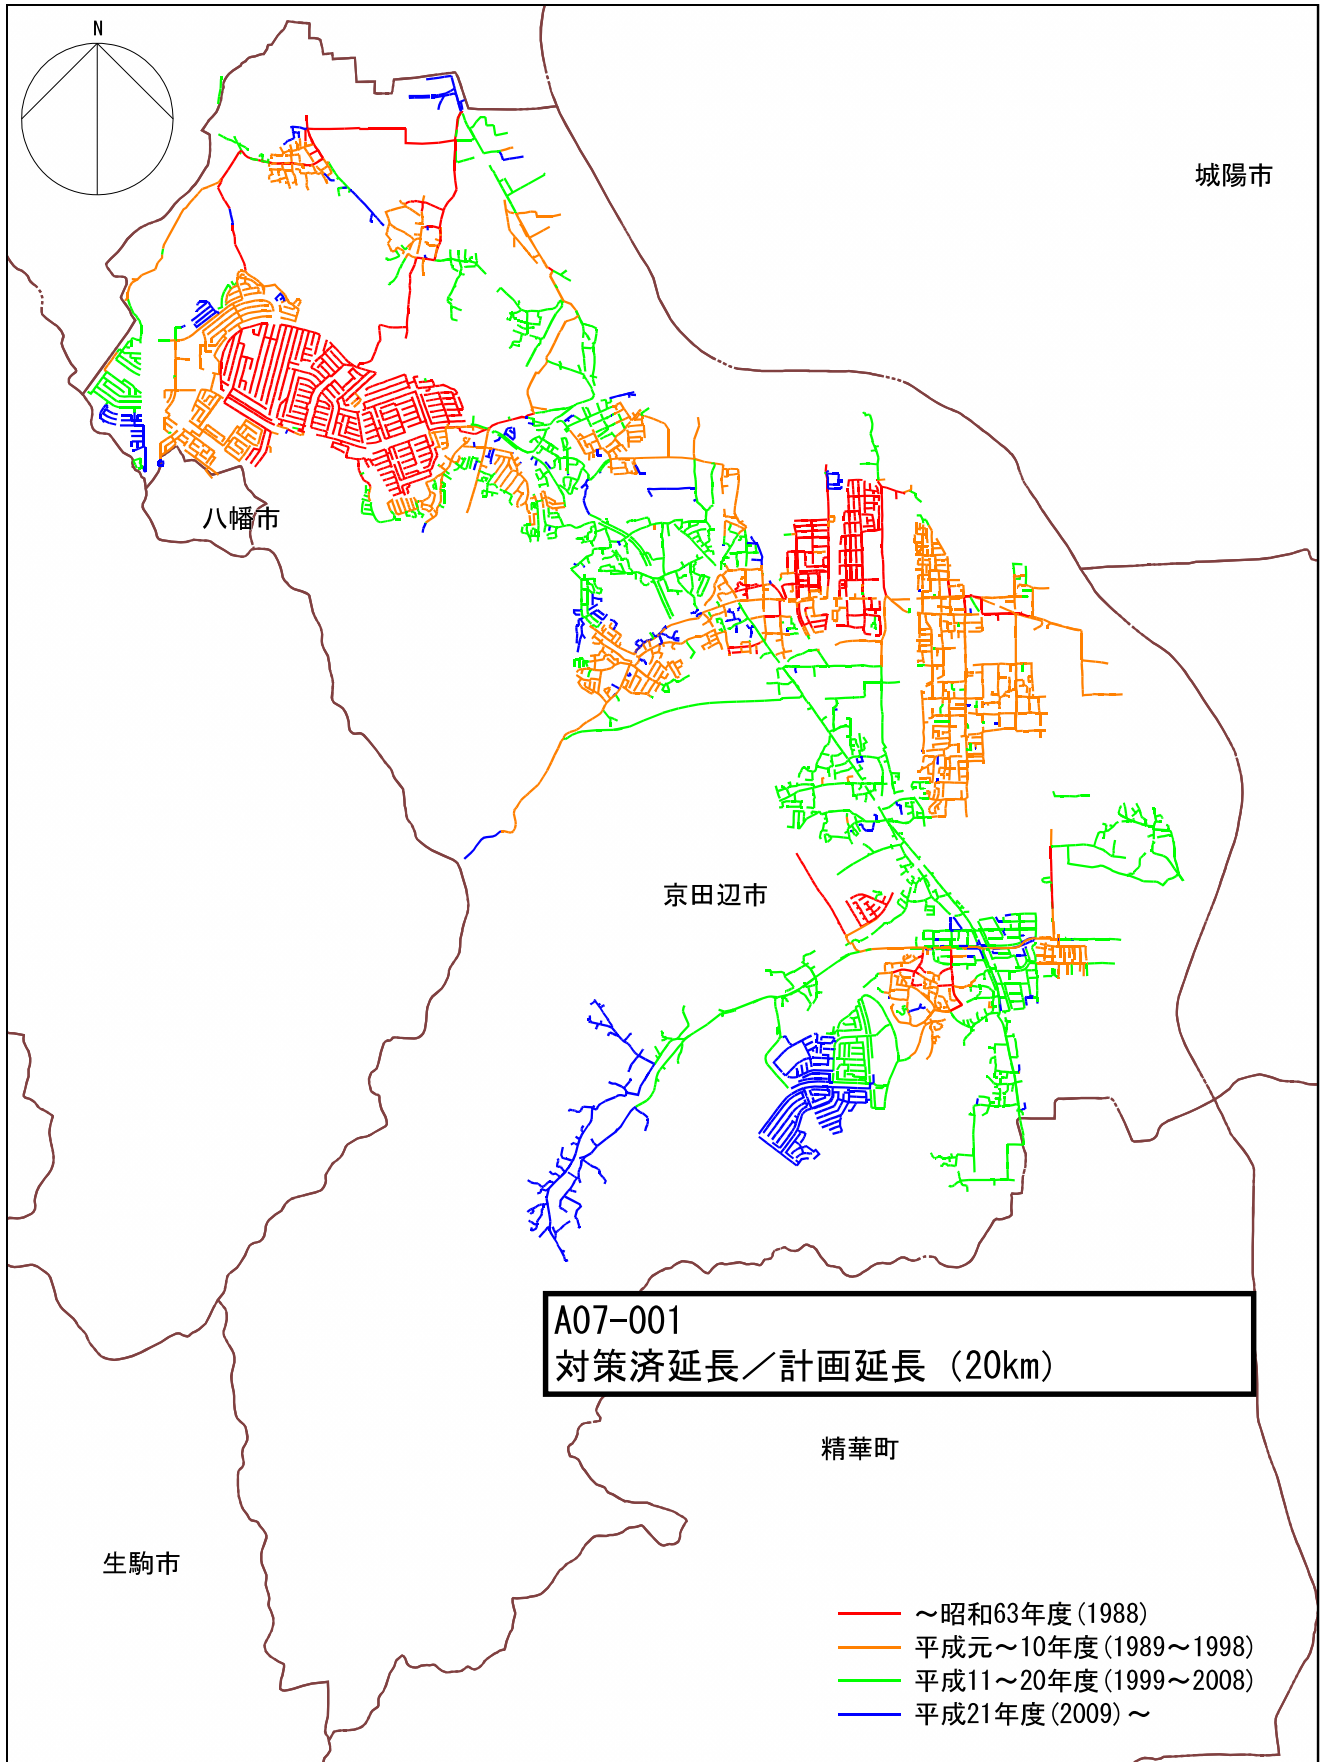 N
城陽市
八幡市
京田辺市
A07-001
対策済延長／計画延長（20km）
精華町
生駒市
～昭和63年度(1988)
平成元～10年度(1989～1998)
平成11～20年度(1999～2008)
平成21年度(2009)～